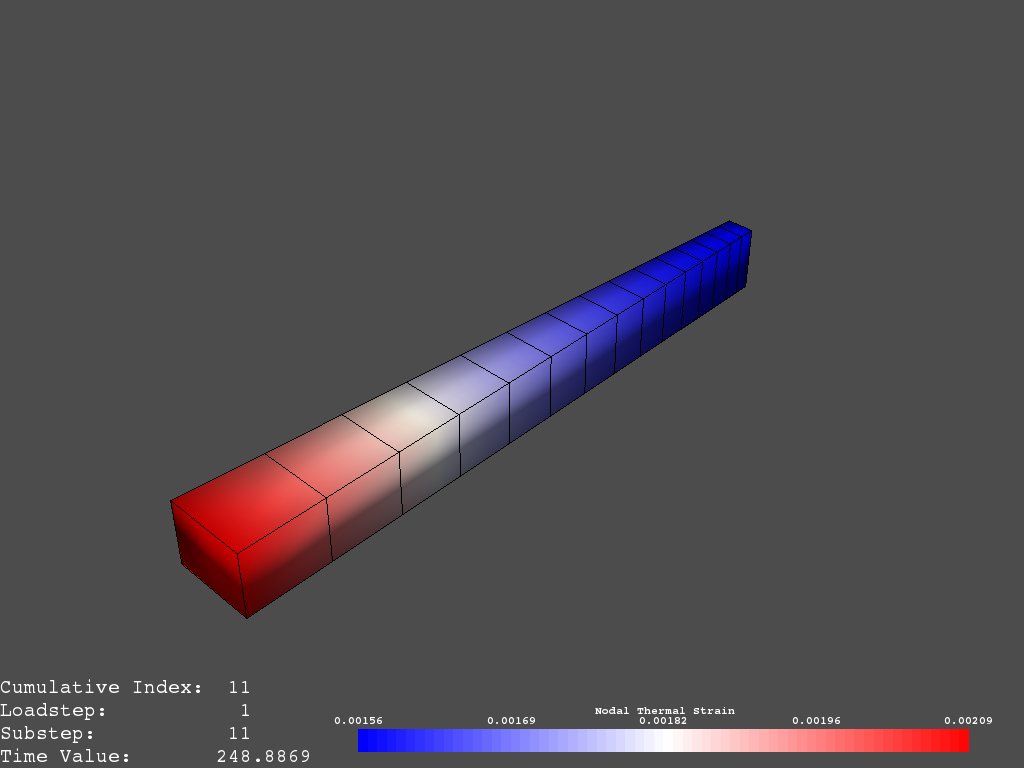 Cumulative Index: 11
Loadstep: 1
Substep: 11
Time Value: 248.8869
Nodal Thermal Strain
0.00156 0.00169 0.00182 0.00196 0.00209